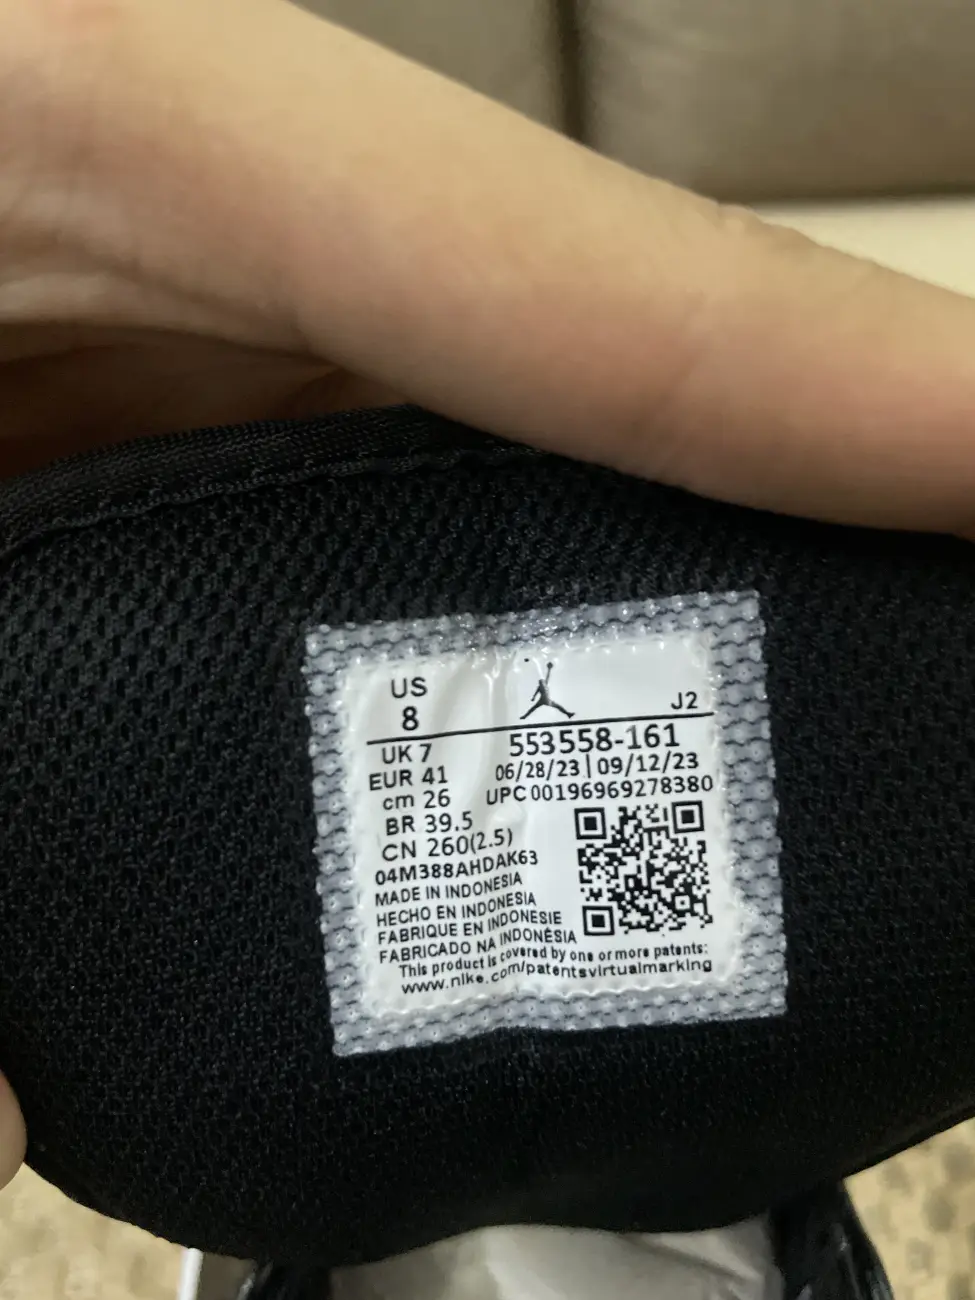 US
8
J2
UK 7
EUR 41
cm 26
BR 39.5
CN 260(2.5)
553558-161
06/28/23 | 09/12/23
UPC00196969278380
04M388AHDAK63
MADE IN INDONESIA
HECHO EN INDONESIA
FABRIQUE EN INDONESIE
FABRICADO NA INDONÉSIA
This product is covered by one or more patents:
www.nike.com/patentsvirtualmarking